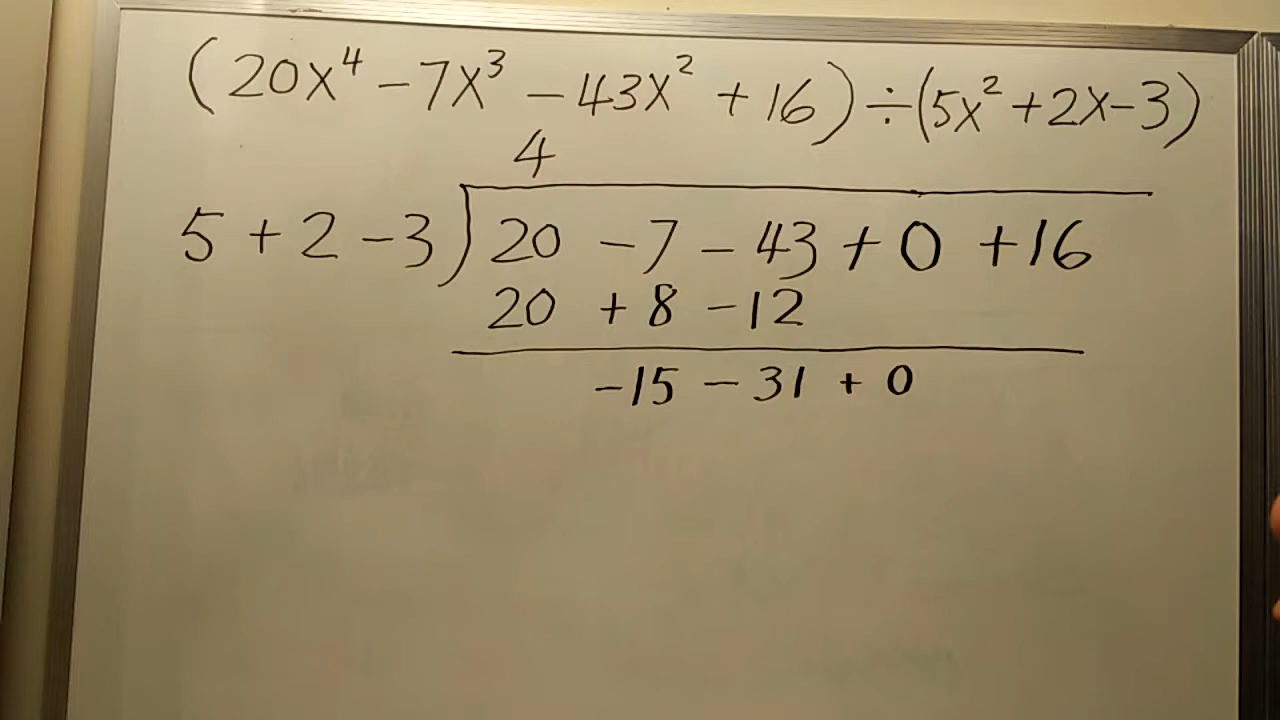 (20x⁴ - 7x³ - 43x² + 16) ÷ (5x² + 2x - 3)
4
5 + 2 - 3 ) 20 - 7 - 43 + 0 + 16
20 + 8 - 12
-15 - 31 + 0